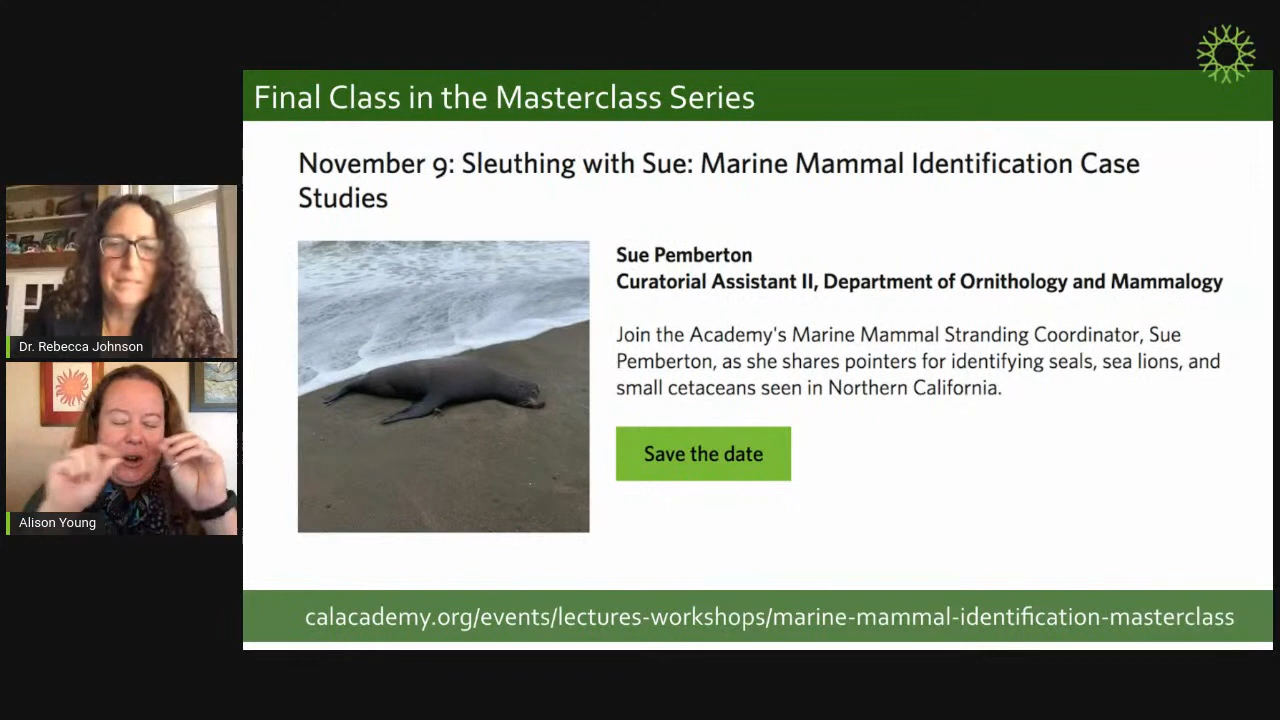 Final Class in the Masterclass Series
November 9: Sleuthing with Sue: Marine Mammal Identification Case
Studies
Sue Pemberton
Curatorial Assistant II, Department of Ornithology and Mammalogy
Join the Academy's Marine Mammal Stranding Coordinator, Sue
Pemberton, as she shares pointers for identifying seals, sea lions, and
small cetaceans seen in Northern California.
Save the date
calacademy.org/events/lectures-workshops/marine-mammal-identification-masterclass
Dr. Rebecca Johnson
Alison Young